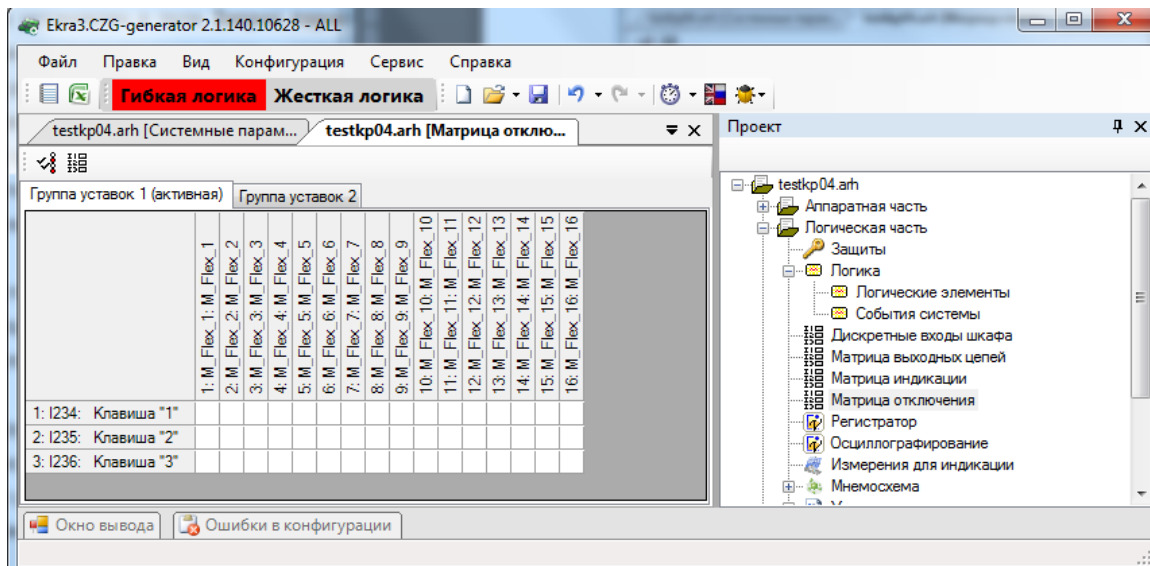 Ekra3.CZG-generator 2.1.140.10628 - ALL
Файл Правка Вид Конфигурация Сервис Справка
Гибкая логика Жесткая логика
testkp04.arh [Системные парам... testkp04.arh [Матрица отклю...
Группа уставок 1 (активная) Группа уставок 2
1: M_Flex_1: M_Flex_1
2: M_Flex_2: M_Flex_2
3: M_Flex_3: M_Flex_3
4: M_Flex_4: M_Flex_4
5: M_Flex_5: M_Flex_5
6: M_Flex_6: M_Flex_6
7: M_Flex_7: M_Flex_7
8: M_Flex_8: M_Flex_8
9: M_Flex_9: M_Flex_9
10: M_Flex_10: M_Flex_10
11: M_Flex_11: M_Flex_11
12: M_Flex_12: M_Flex_12
13: M_Flex_13: M_Flex_13
14: M_Flex_14: M_Flex_14
15: M_Flex_15: M_Flex_15
16: M_Flex_16: M_Flex_16
1: I234: Клавиша "1"
2: I235: Клавиша "2"
3: I236: Клавиша "3"
Проект
testkp04.arh
Аппаратная часть
Логическая часть
Защиты
Логика
Логические элементы
События системы
Дискретные входы шкафа
Матрица выходных цепей
Матрица индикации
Матрица отключения
Регистратор
Осциллографирование
Измерения для индикации
Мнемосхема
Окно вывода Ошибки в конфигурации